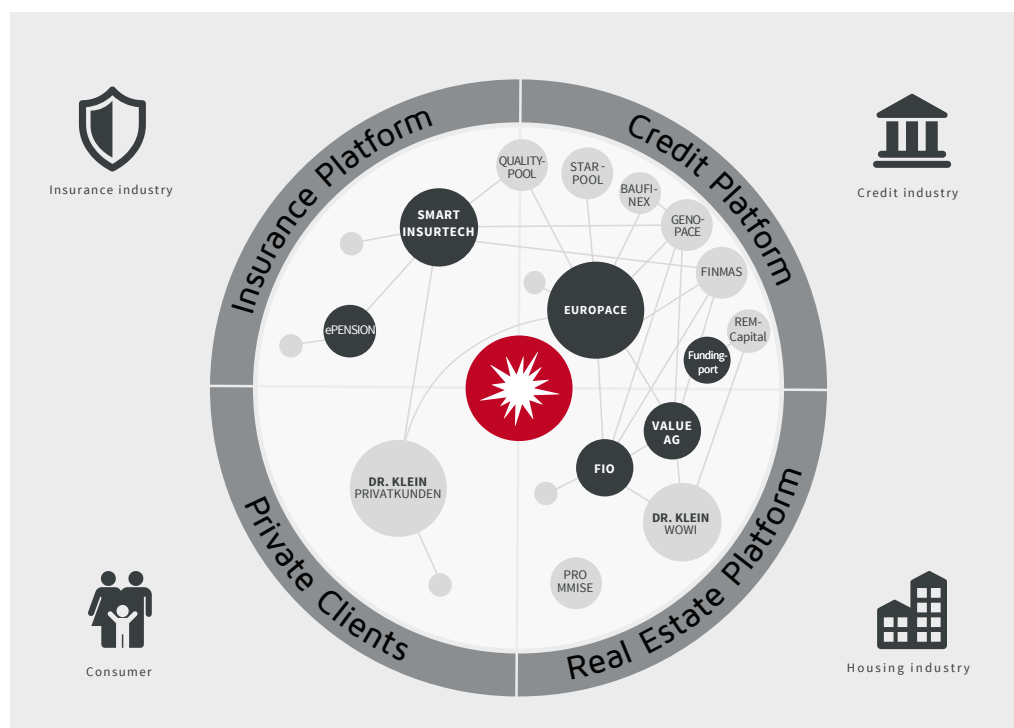 Insurance Platform
Credit Platform
Insurance industry
Credit industry
QUALITY-
POOL
STAR -
POOL
BAUFI-
NEX
GENO-
PACE
SMART
INSURTECH
FINMAS
EUROPACE
REM-
Capital
ePENSION
Funding-
port
VALUE
AG
FIO
DR. KLEIN
PRIVATKUNDEN
DR. KLEIN
WOWI
PRO
MMISE
Private Clients
Real Estate Platform
Consumer
Housing industry